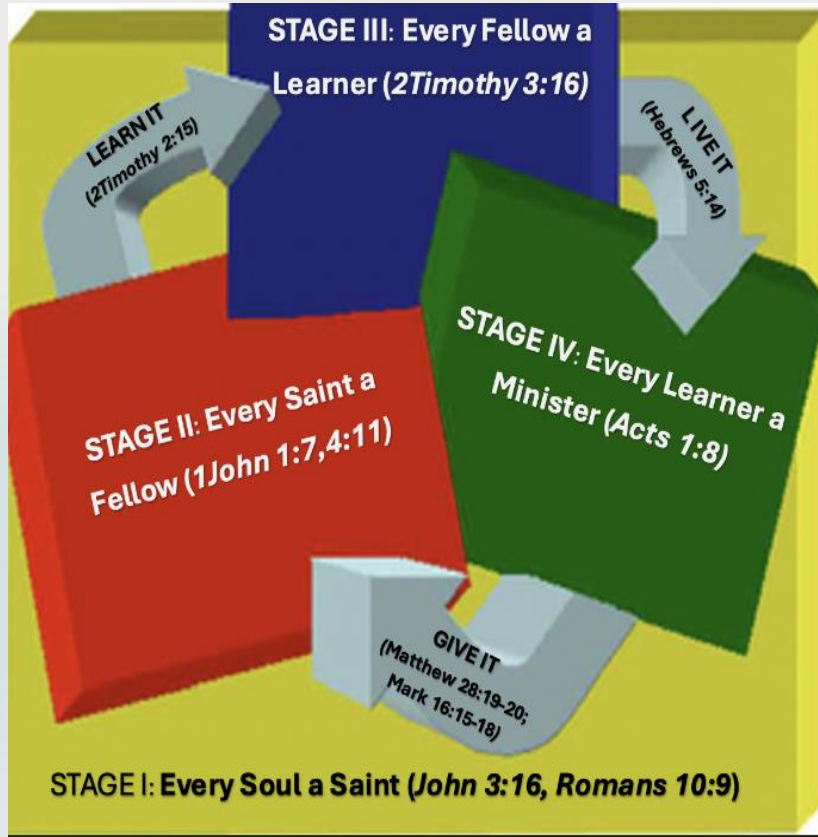 STAGE III: Every Fellow a
Learner (2Timothy 3:16)
LEARN IT
(2Timothy 2:15)
LIVE IT
(Hebrews 5:14)
STAGE II: Every Saint a
Fellow (1John 1:7,4:11)
STAGE IV: Every Learner a
Minister (Acts 1:8)
GIVE IT
(Matthew 28:19-20;
Mark 16:15-18)
STAGE I: Every Soul a Saint (John 3:16, Romans 10:9)